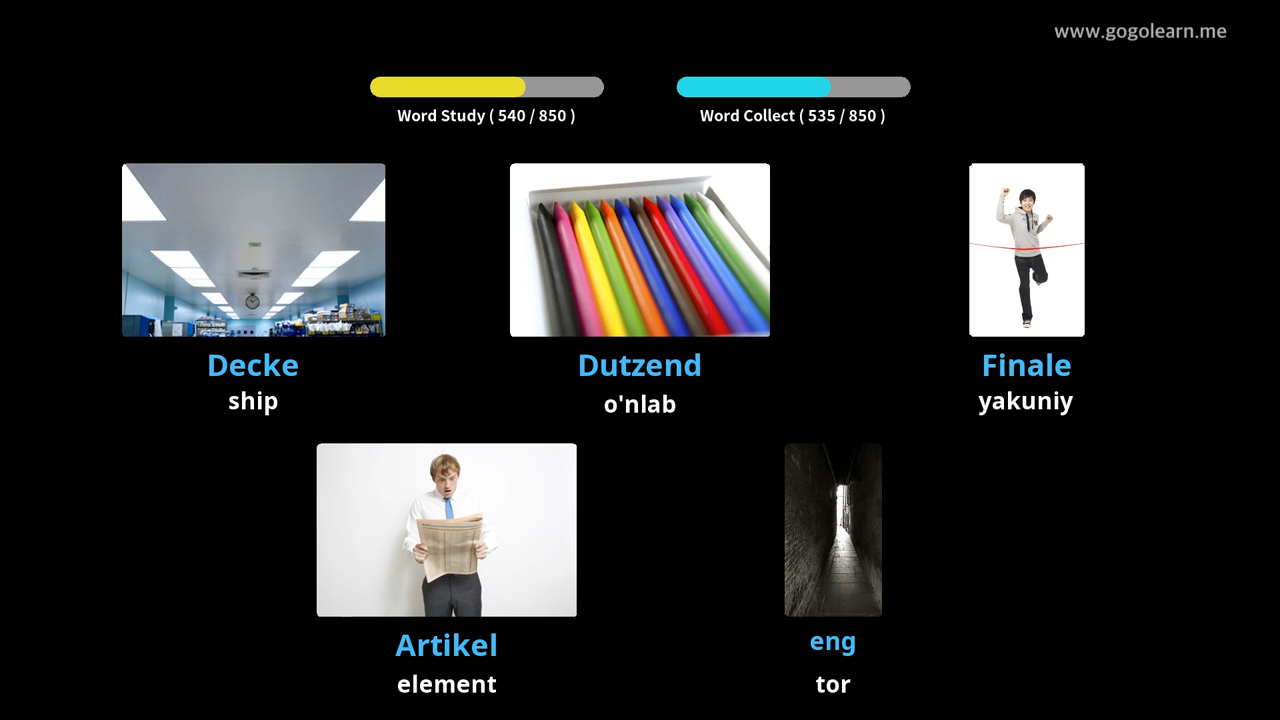 www.gogolearn.me
Word Study ( 540 / 850 )
Word Collect ( 535 / 850 )
Decke
ship
Dutzend
o'nlab
Finale
yakuniy
Artikel
element
eng
tor